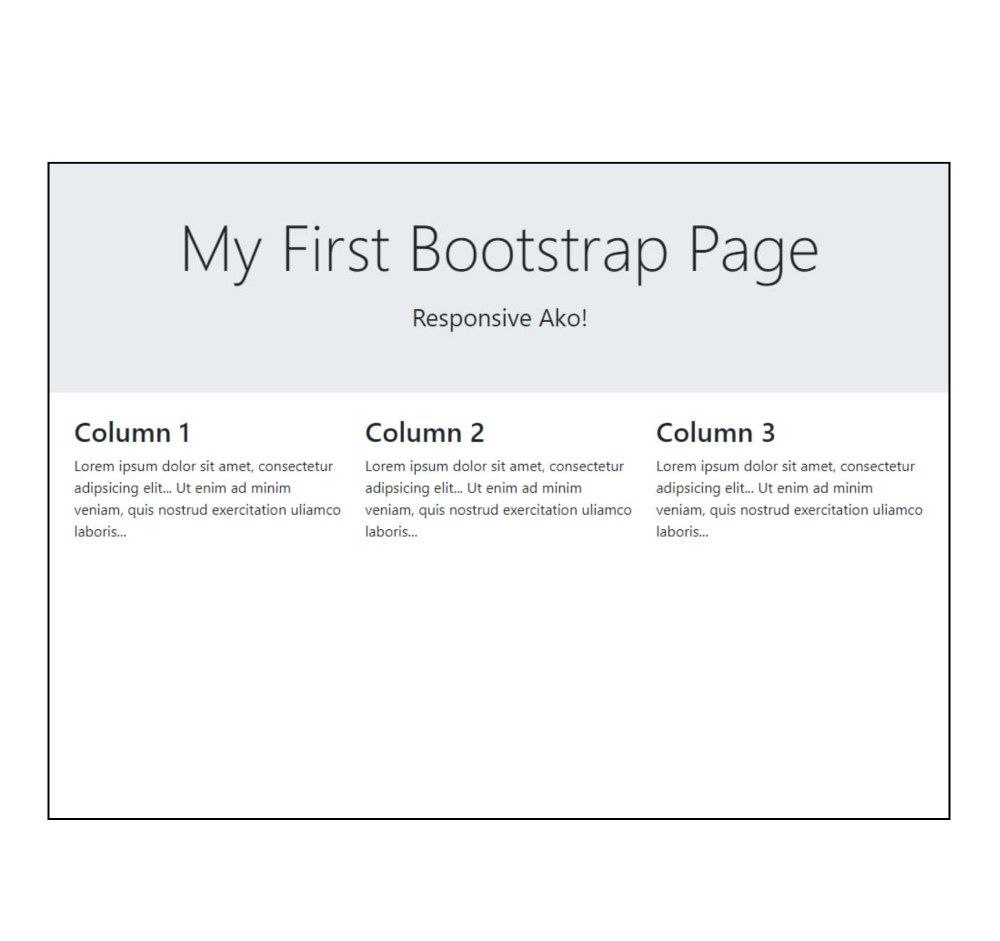 My First Bootstrap Page
Responsive Ako!
Column 1
Lorem ipsum dolor sit amet, consectetur
adipsicing elit... Ut enim ad minim
veniam, quis nostrud exercitation uliamco
laboris...
Column 2
Lorem ipsum dolor sit amet, consectetur
adipsicing elit... Ut enim ad minim
veniam, quis nostrud exercitation uliamco
laboris...
Column 3
Lorem ipsum dolor sit amet, consectetur
adipsicing elit... Ut enim ad minim
veniam, quis nostrud exercitation uliamco
laboris...